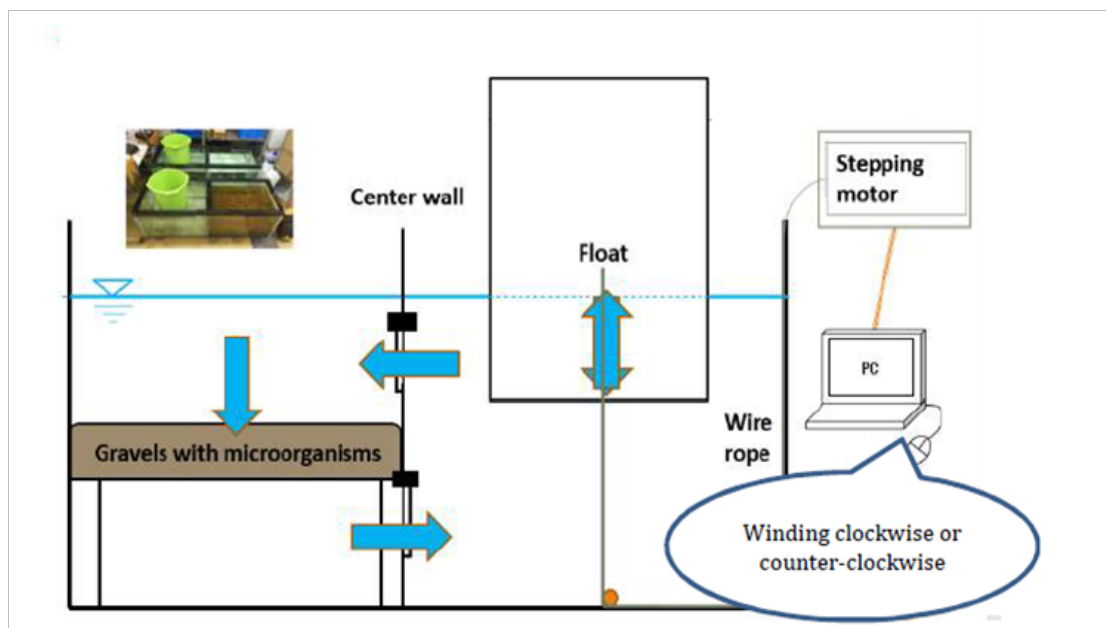 Center wall
Float
Stepping
motor
PC
Gravels with microorganisms
Wire
rope
Winding clockwise or
counter-clockwise